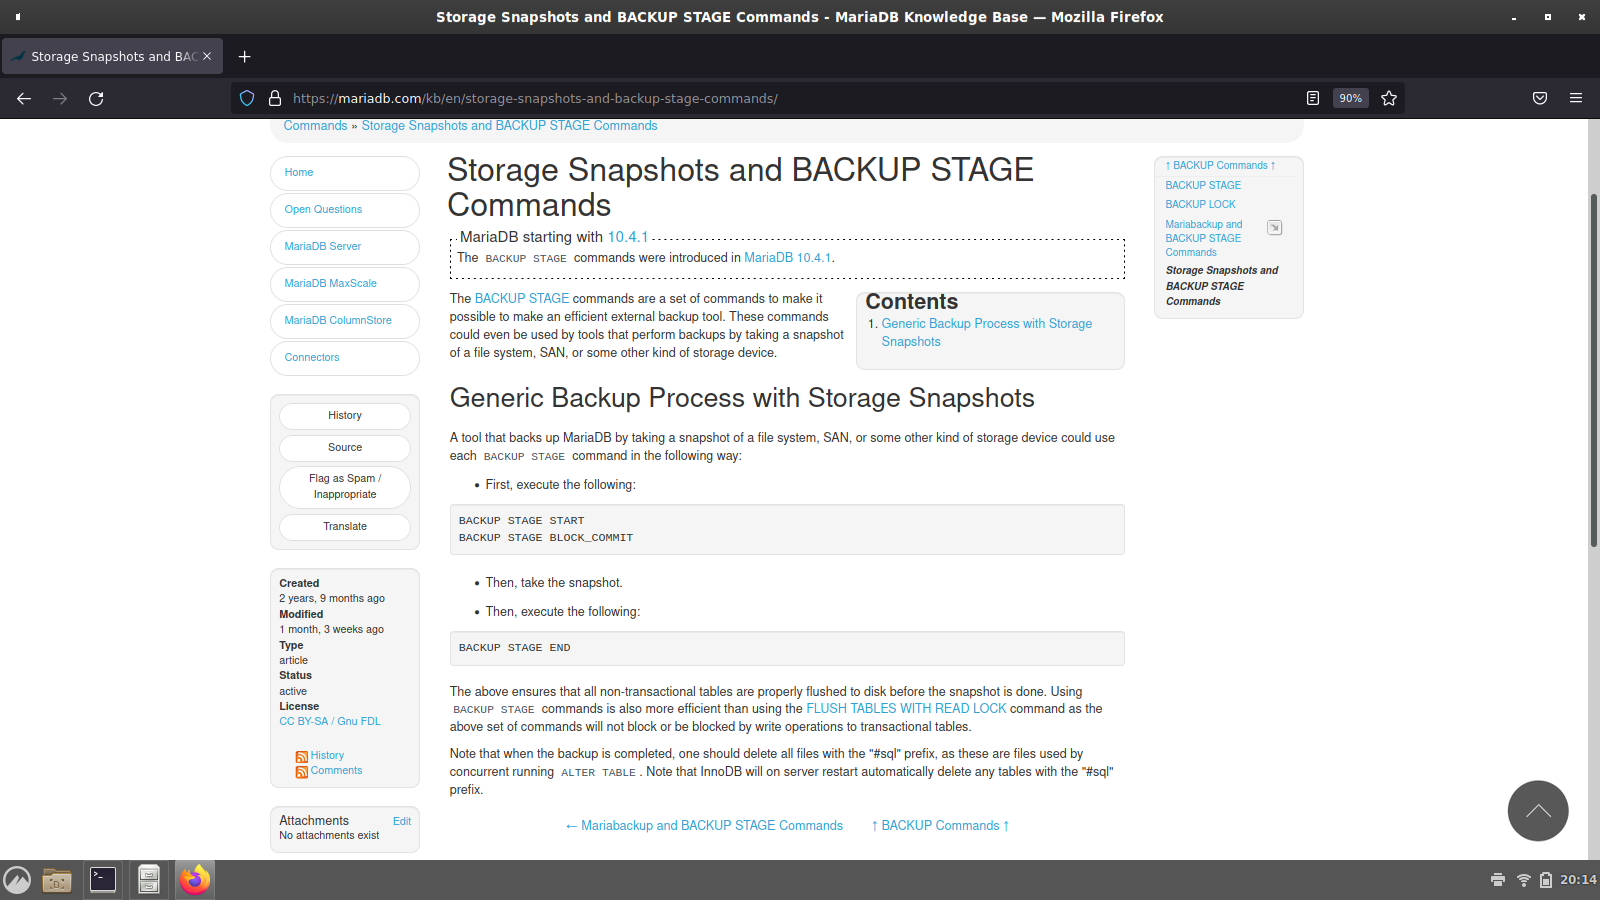 Storage Snapshots and BACKUP STAGE Commands - MariaDB Knowledge Base — Mozilla Firefox
Storage Snapshots and BAC
https://mariadb.com/kb/en/storage-snapshots-and-backup-stage-commands/
90%
Commands » Storage Snapshots and BACKUP STAGE Commands
Home
Open Questions
MariaDB Server
MariaDB MaxScale
MariaDB ColumnStore
Connectors
History
Source
Flag as Spam /
Inappropriate
Translate
Created
2 years, 9 months ago
Modified
1 month, 3 weeks ago
Type
article
Status
active
License
CC BY-SA / Gnu FDL
History
Comments
Attachments
Edit
No attachments exist
Storage Snapshots and BACKUP STAGE
Commands
MariaDB starting with 10.4.1
The BACKUP STAGE commands were introduced in MariaDB 10.4.1.
The BACKUP STAGE commands are a set of commands to make it
possible to make an efficient external backup tool. These commands
could even be used by tools that perform backups by taking a snapshot
of a file system, SAN, or some other kind of storage device.
Contents
1. Generic Backup Process with Storage
Snapshots
Generic Backup Process with Storage Snapshots
A tool that backs up MariaDB by taking a snapshot of a file system, SAN, or some other kind of storage device could use
each BACKUP STAGE command in the following way:
• First, execute the following:
BACKUP STAGE START
BACKUP STAGE BLOCK_COMMIT
• Then, take the snapshot.
• Then, execute the following:
BACKUP STAGE END
The above ensures that all non-transactional tables are properly flushed to disk before the snapshot is done. Using
BACKUP STAGE commands is also more efficient than using the FLUSH TABLES WITH READ LOCK command as the
above set of commands will not block or be blocked by write operations to transactional tables.
Note that when the backup is completed, one should delete all files with the "#sql" prefix, as these are files used by
concurrent running ALTER TABLE . Note that InnoDB will on server restart automatically delete any tables with the "#sql"
prefix.
← Mariabackup and BACKUP STAGE Commands
↑ BACKUP Commands ↑
↑ BACKUP Commands ↑
BACKUP STAGE
BACKUP LOCK
Mariabackup and
BACKUP STAGE
Commands
Storage Snapshots and
BACKUP STAGE
Commands
20:14